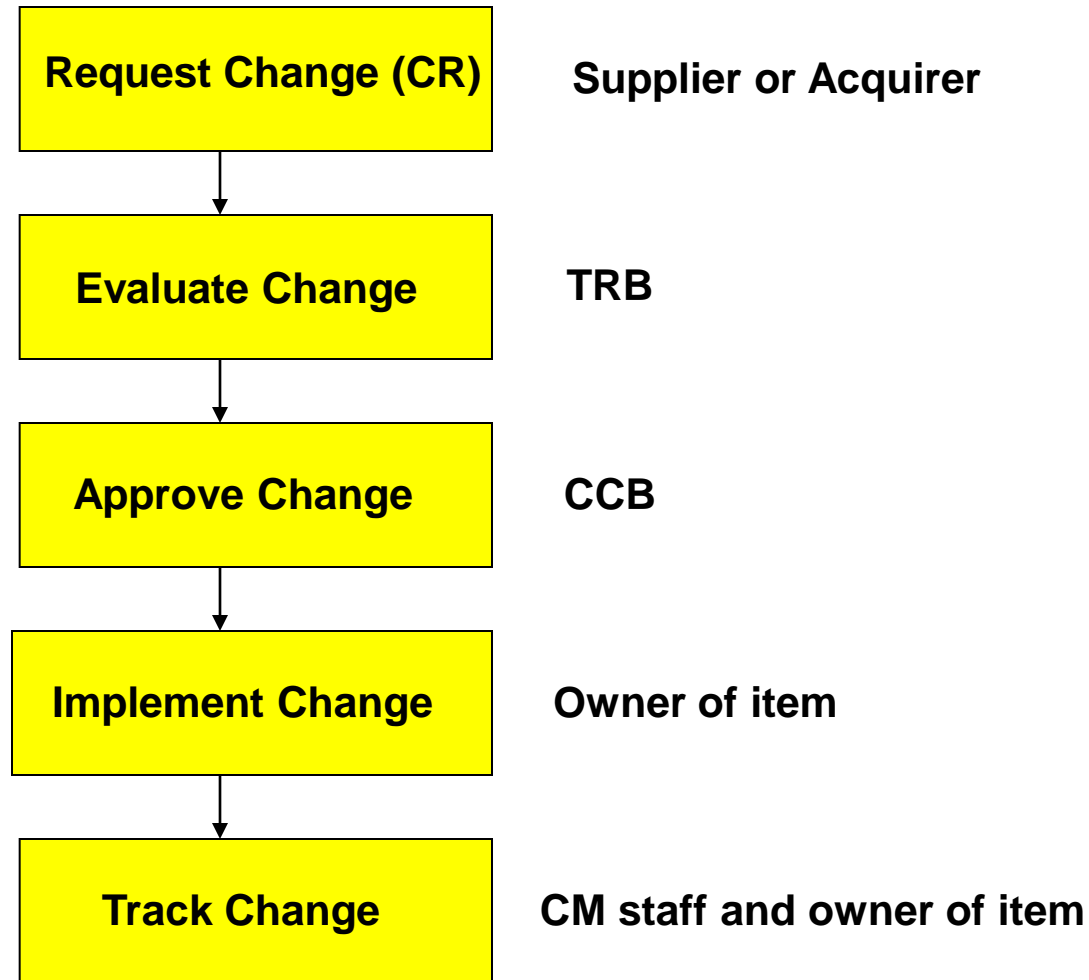 Request Change (CR)
Supplier or Acquirer
Evaluate Change
TRB
Approve Change
CCB
Implement Change
Owner of item
Track Change
CM staff and owner of item